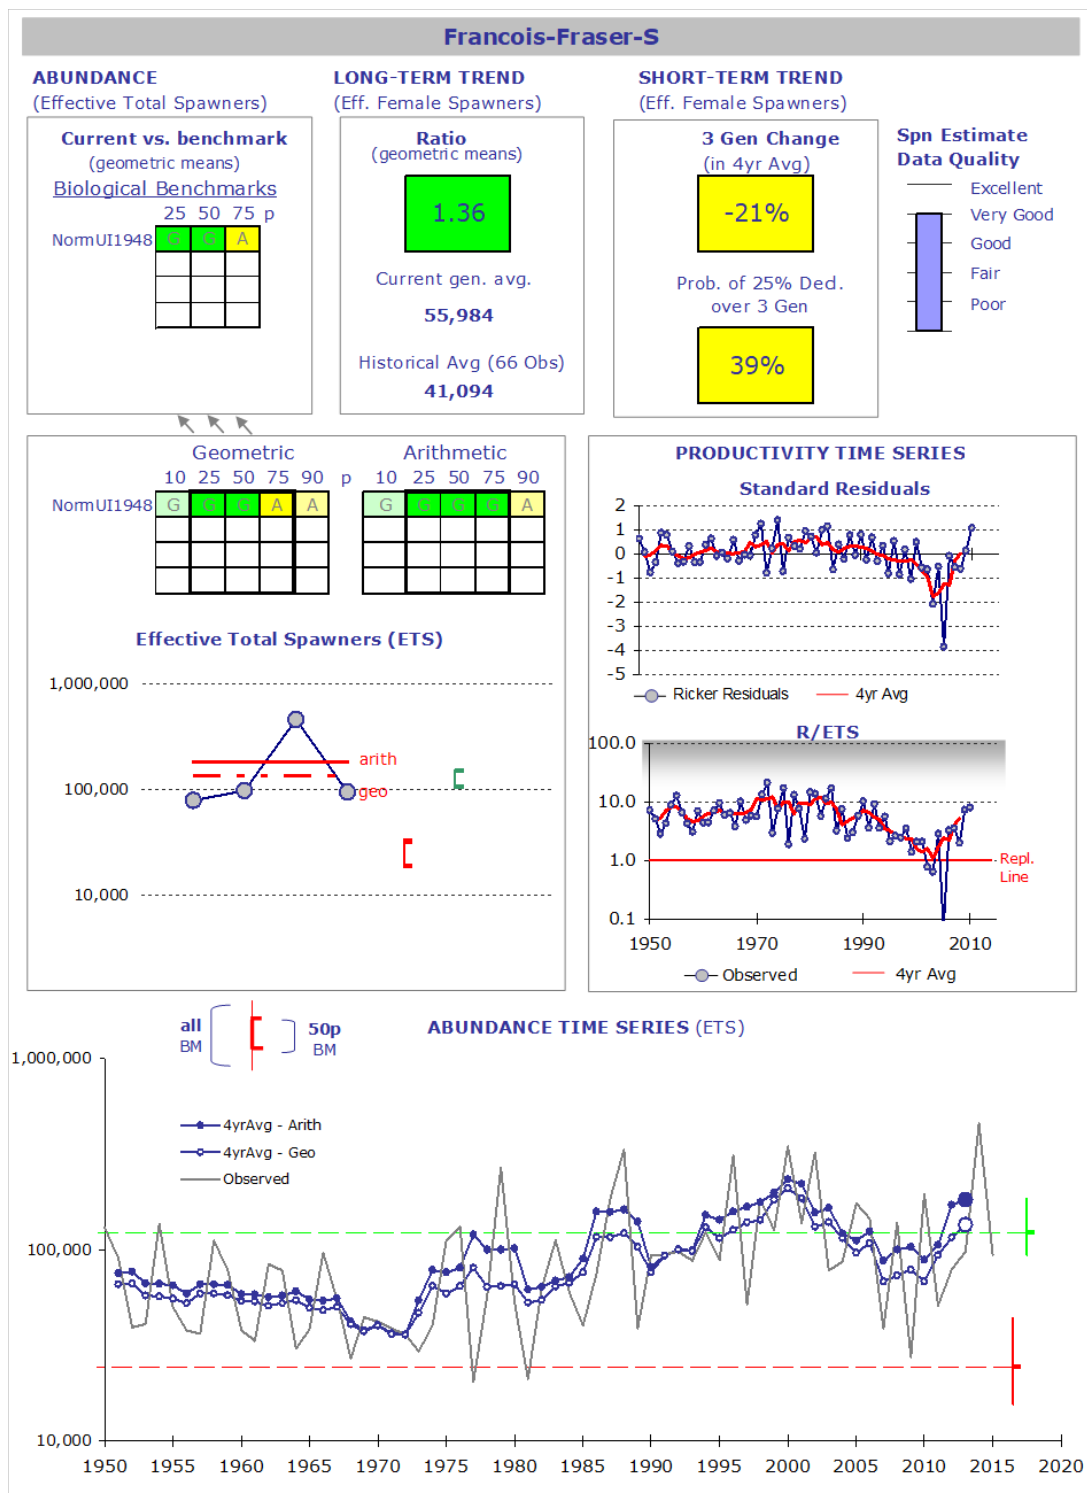 Francois-Fraser-S
ABUNDANCE
(Effective Total Spawners)
Current vs. benchmark
(geometric means)
Biological Benchmarks
25 50 75 p
NormUI1948 G G A
LONG-TERM TREND
(Eff. Female Spawners)
Ratio
(geometric means)
1.36
Current gen. avg.
55,984
Historical Avg (66 Obs)
41,094
SHORT-TERM TREND
(Eff. Female Spawners)
3 Gen Change
(in 4yr Avg)
-21%
Prob. of 25% Decl.
over 3 Gen
39%
Spn Estimate
Data Quality
Excellent
Very Good
Good
Fair
Poor
Geometric
10 25 50 75 90 p
NormUI1948 G G G A A
Arithmetic
10 25 50 75 90
G G G G A
Effective Total Spawners (ETS)
1,000,000
100,000
10,000
arith
geo
PRODUCTIVITY TIME SERIES
Standard Residuals
2
1
0
-1
-2
-3
-4
-5
Ricker Residuals 4yr Avg
R/ETS
100.0
10.0
1.0
0.1
Repl.
Line
1950 1970 1990 2010
Observed 4yr Avg
all
BM
50p
BM
ABUNDANCE TIME SERIES (ETS)
1,000,000
100,000
10,000
4yrAvg - Arith
4yrAvg - Geo
Observed
1950 1955 1960 1965 1970 1975 1980 1985 1990 1995 2000 2005 2010 2015 2020